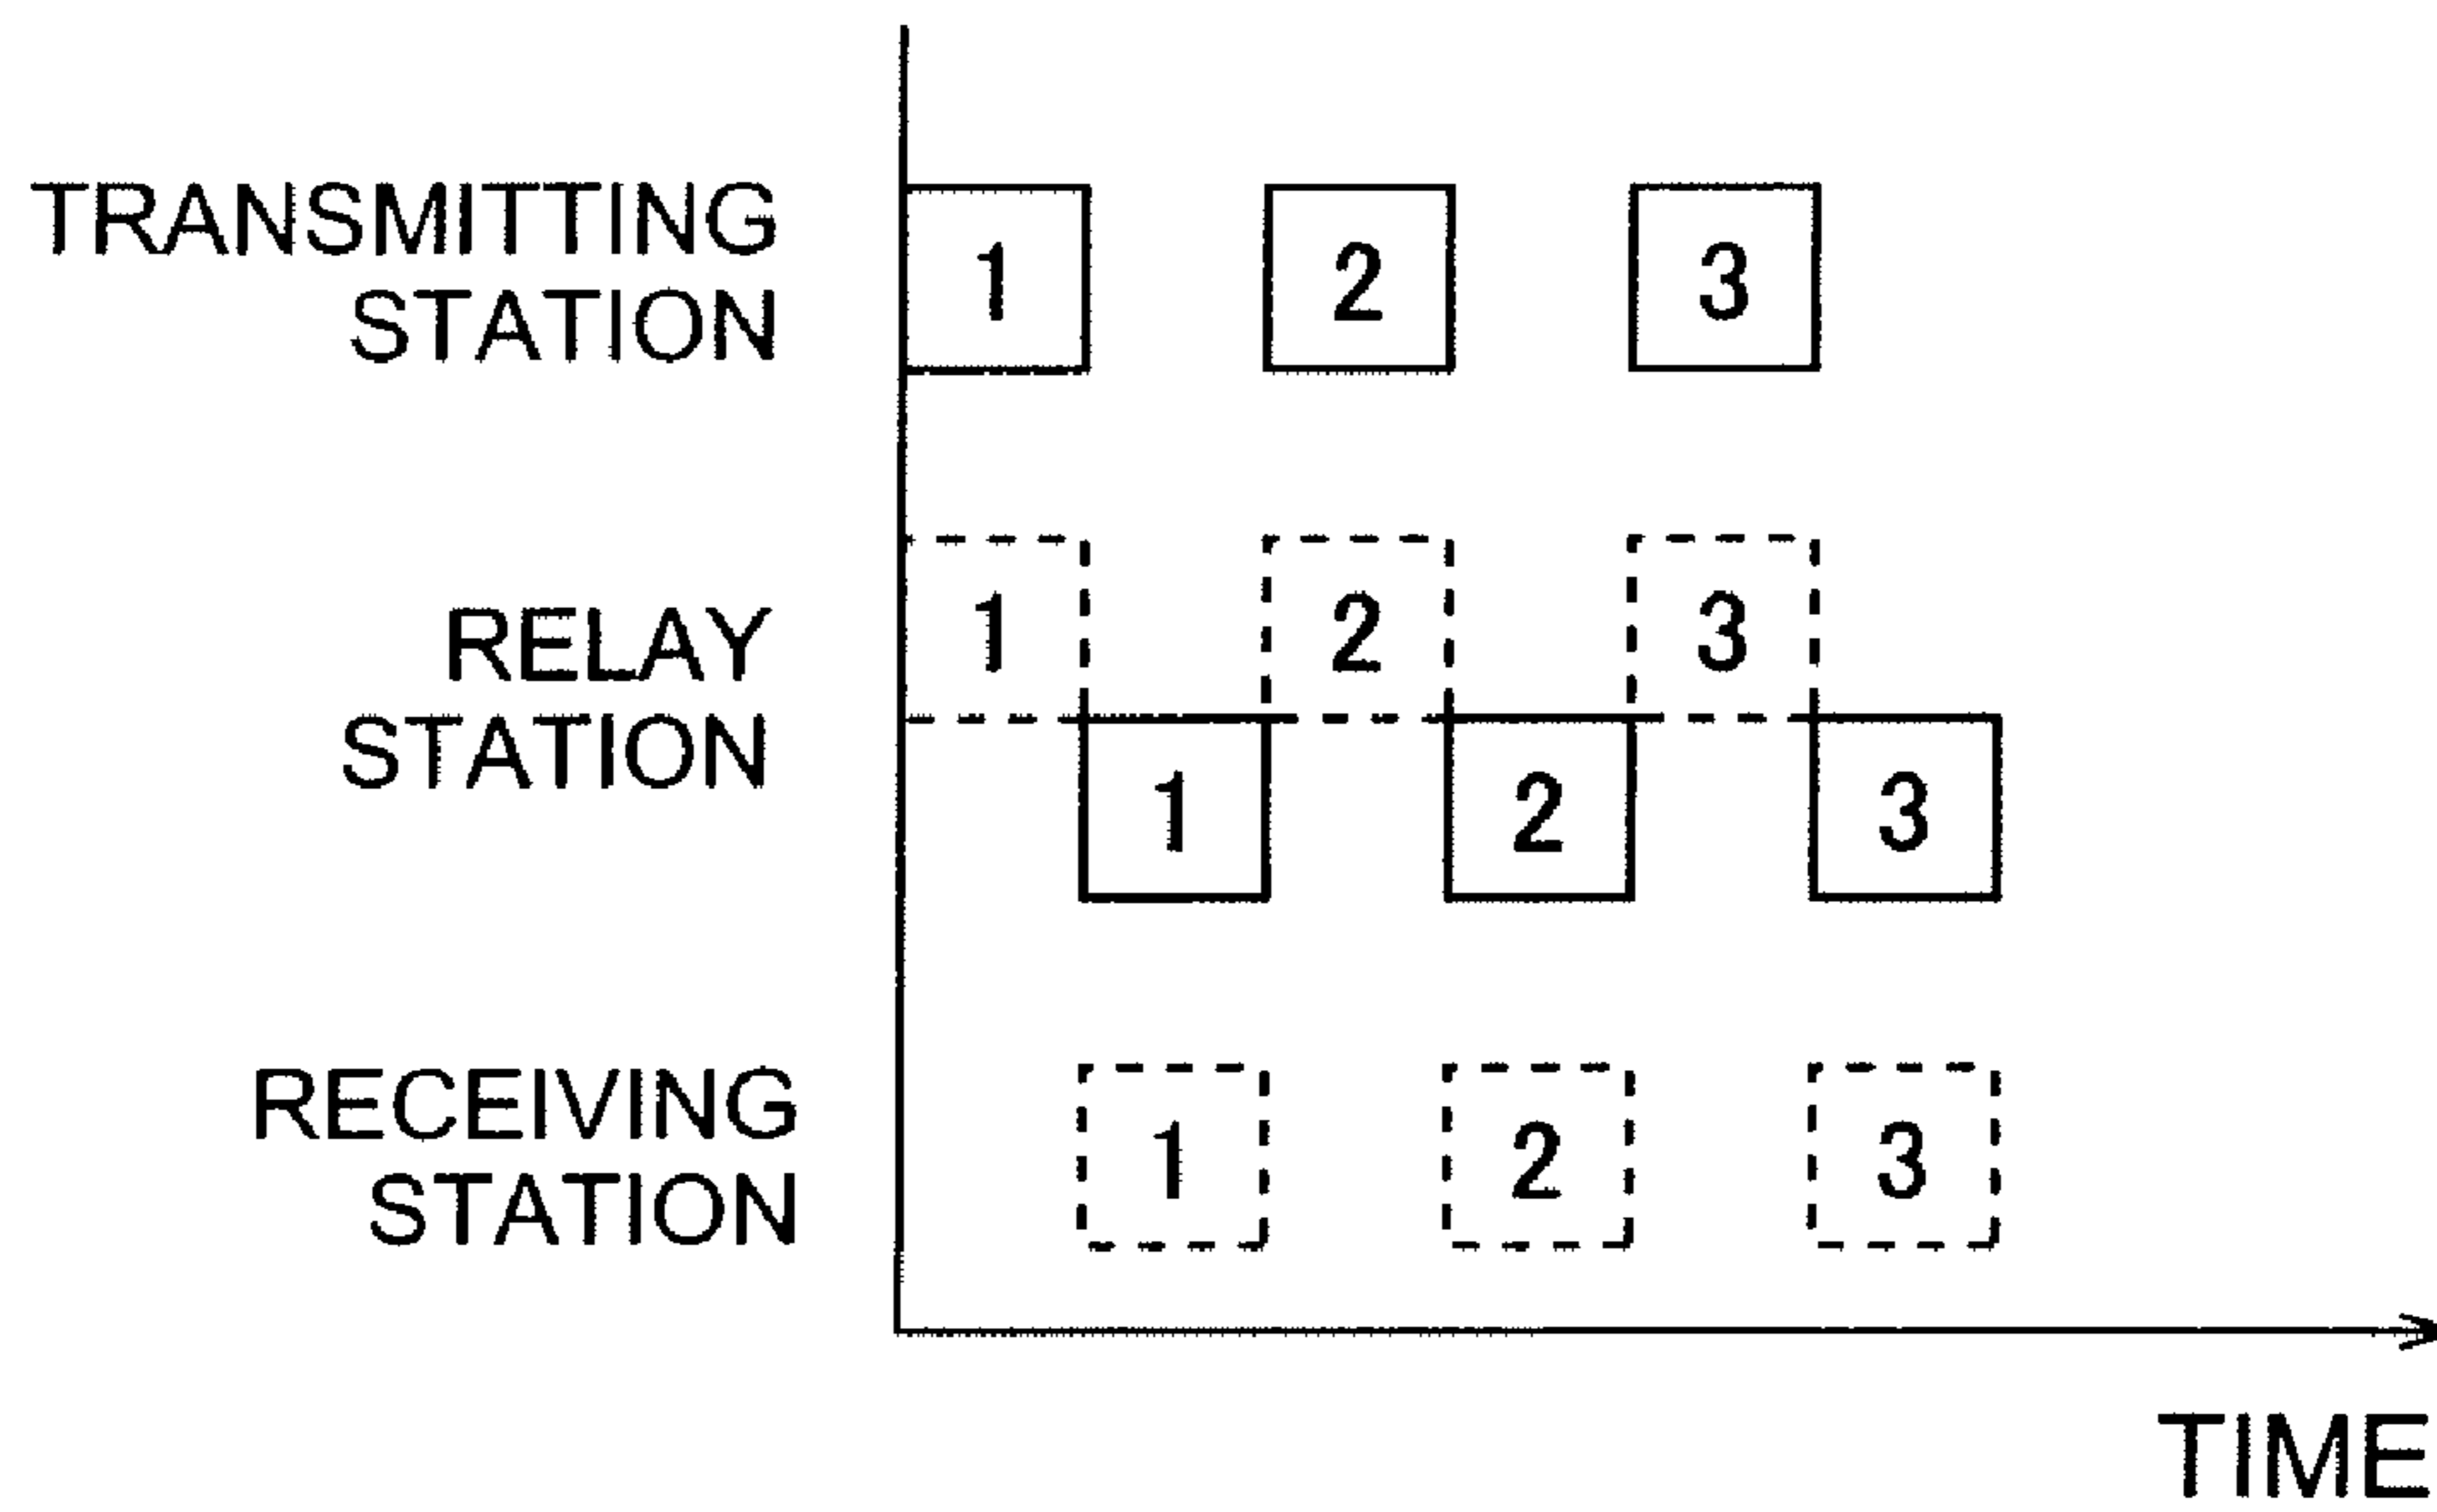 TRANSMITTING
STATION
1 2 3
RELAY
STATION
1 2 3
1 2 3
RECEIVING
STATION
1 2 3
TIME